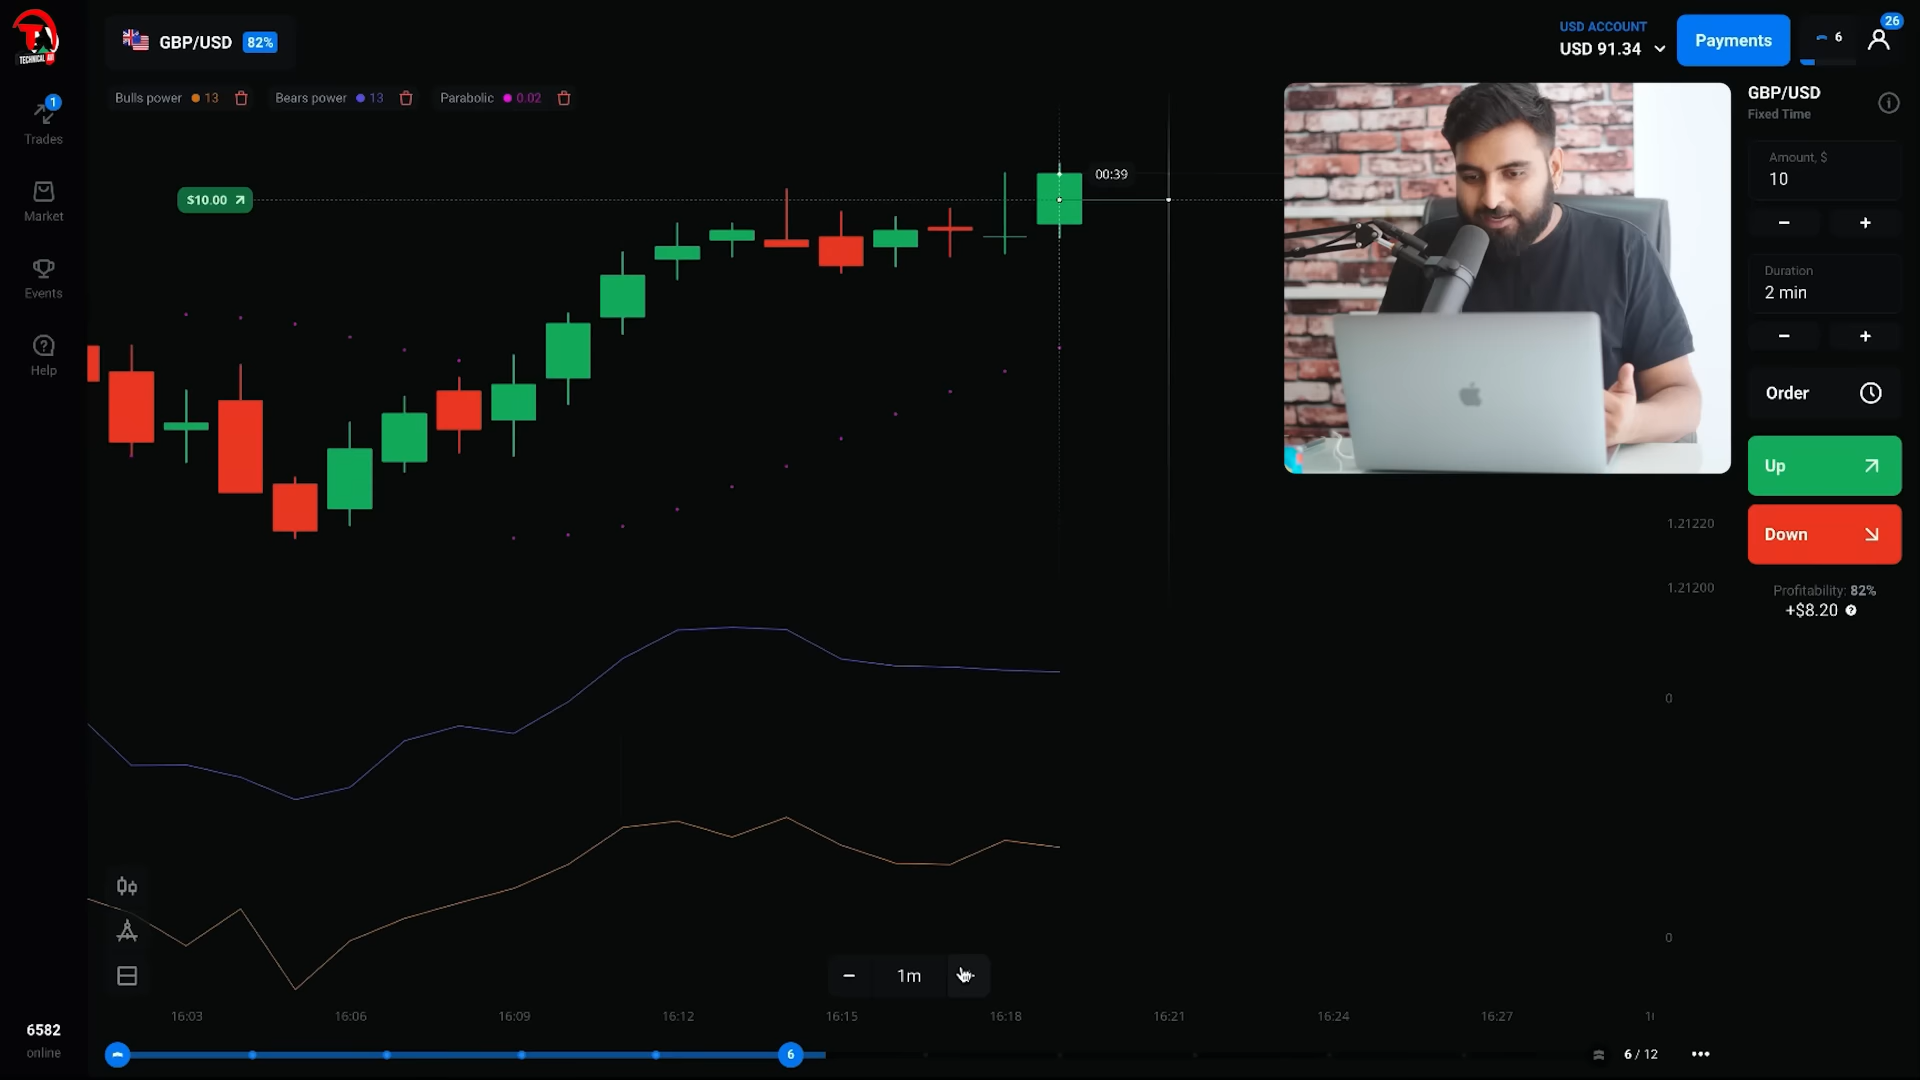 TECHNICAL
GBP/USD 82%
USD ACCOUNT
USD 91.34
Payments
6
26
Bulls power 13
Bears power 13
Parabolic 0.02
1
Trades
Market
Events
Help
$10.00
00:39
GBP/USD
Fixed Time
Amount, $
10
− +
Duration
2 min
− +
Order
Up
Down
Profitability: 82%
+$8.20
1.21220
1.21200
0
0
− 1m
16:03 16:06 16:09 16:12 16:15 16:18 16:21 16:24 16:27
6582
online
6
6 / 12